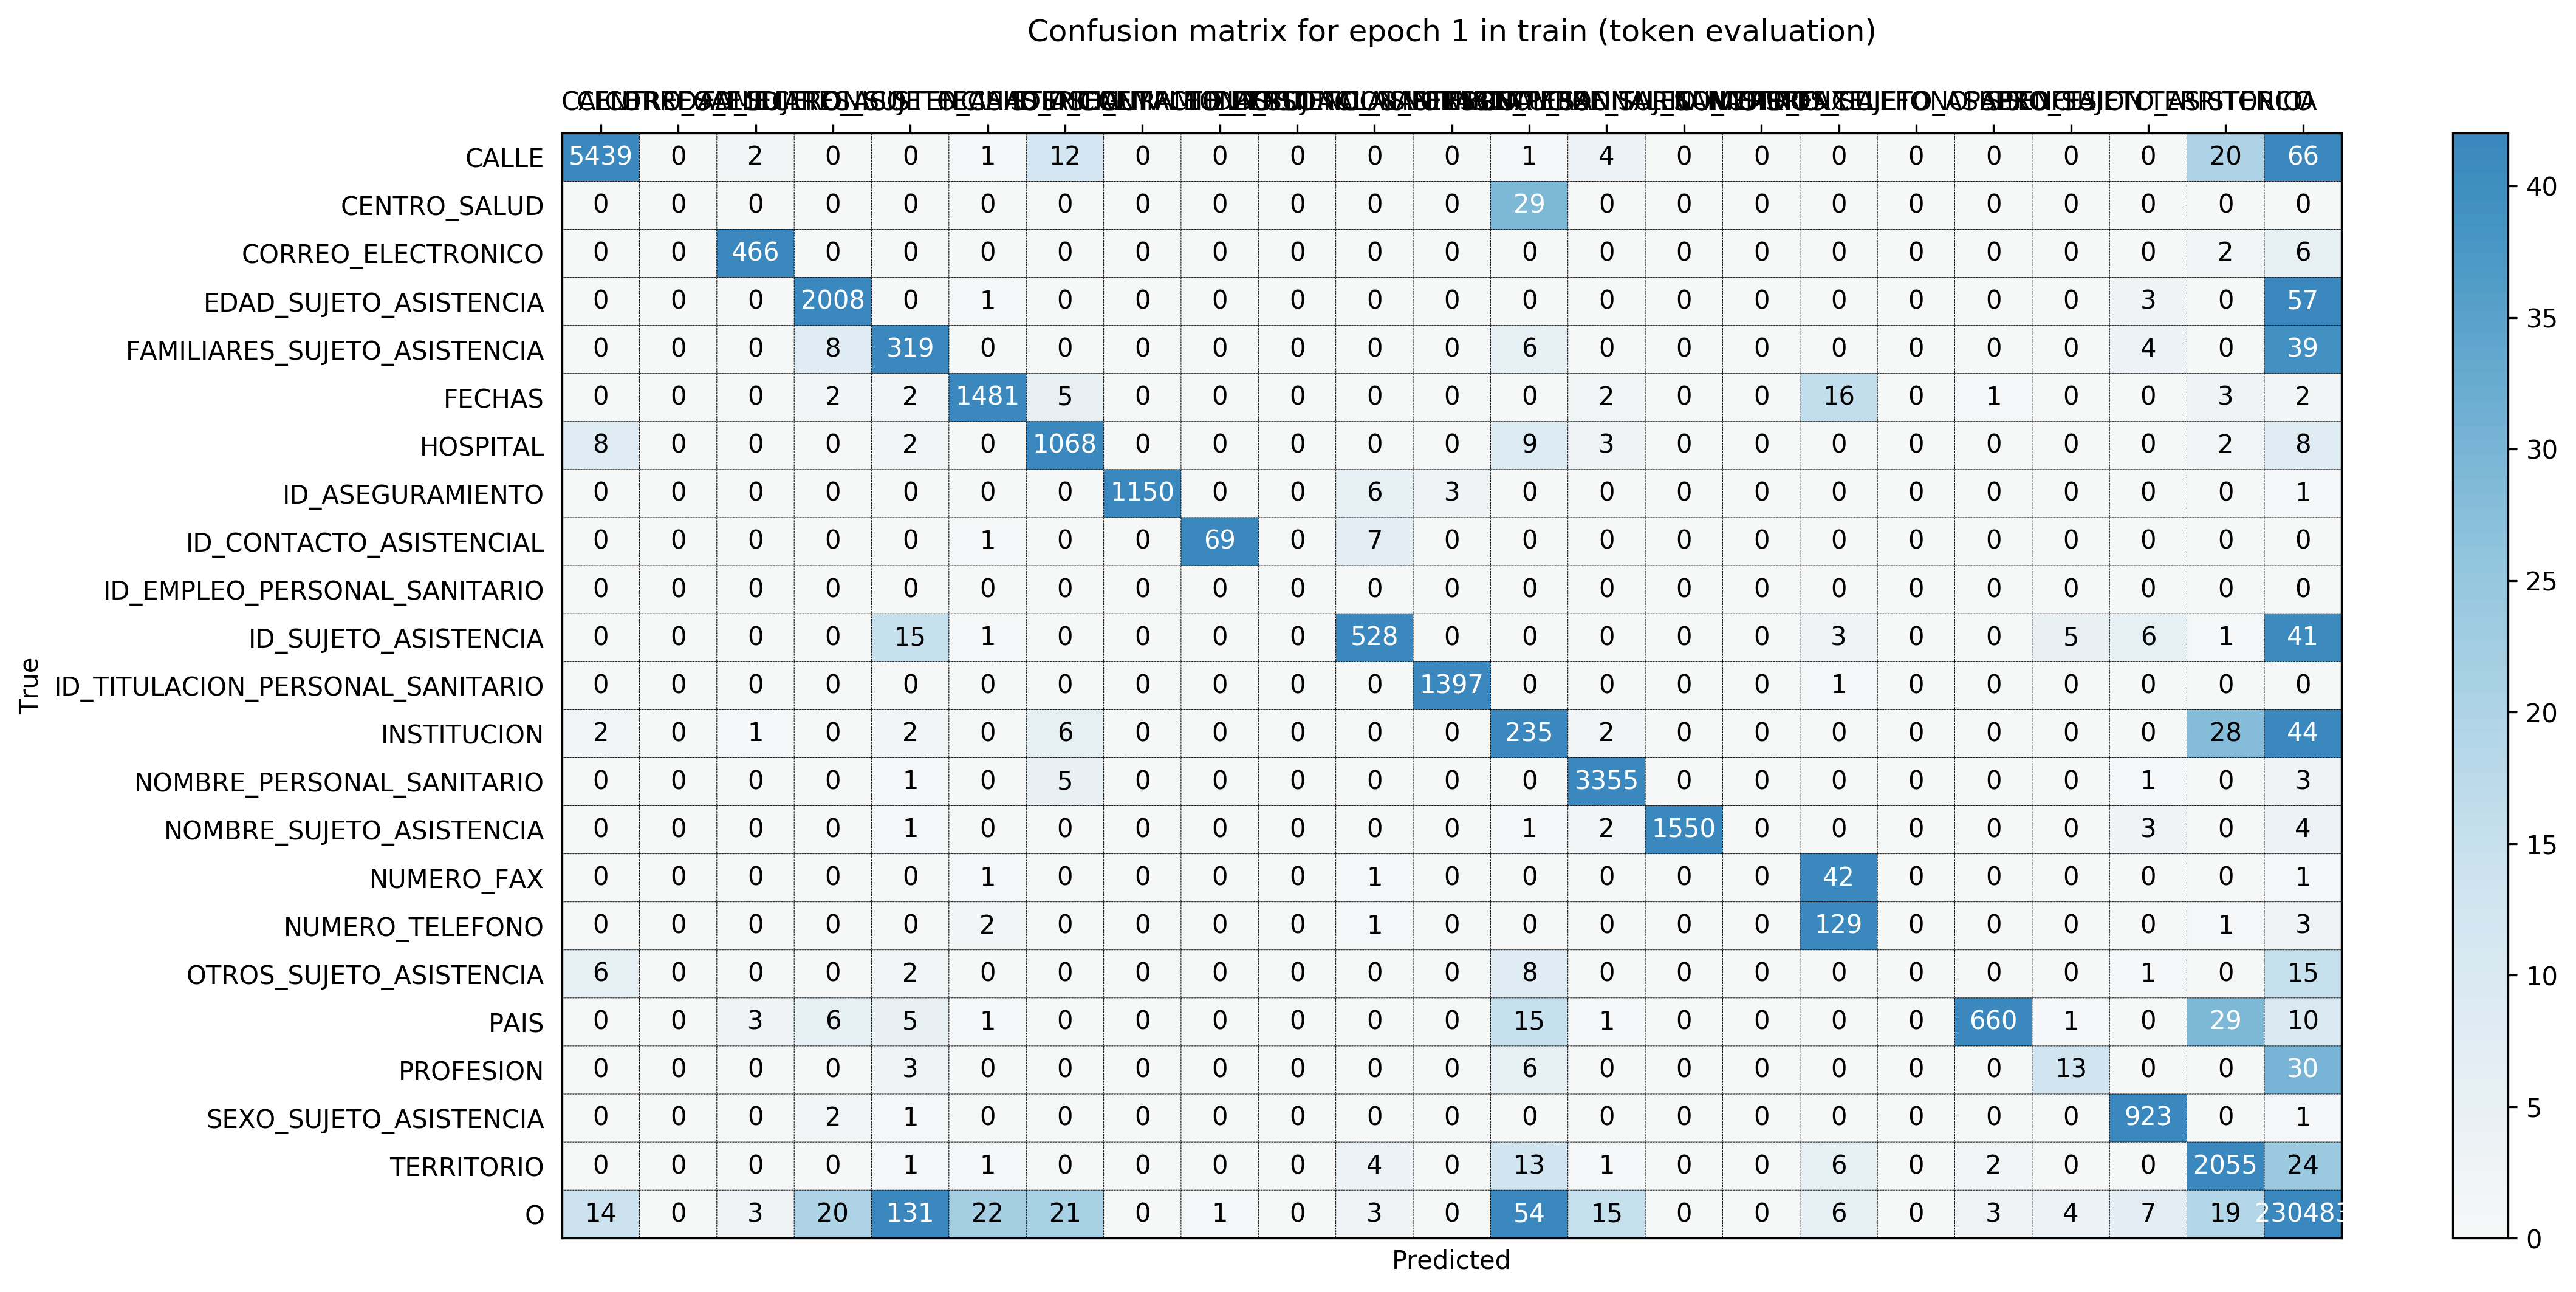 Confusion matrix for epoch 1 in train (token evaluation)
CALLE 5439 0 2 0 0 1 12 0 0 0 0 0 1 4 0 0 0 0 0 0 0 20 66
CENTRO_SALUD 0 0 0 0 0 0 0 0 0 0 0 0 29 0 0 0 0 0 0 0 0 0 0
CORREO_ELECTRONICO 0 0 466 0 0 0 0 0 0 0 0 0 0 0 0 0 0 0 0 0 0 2 6
EDAD_SUJETO_ASISTENCIA 0 0 0 2008 0 1 0 0 0 0 0 0 0 0 0 0 0 0 0 0 3 0 57
FAMILIARES_SUJETO_ASISTENCIA 0 0 0 8 319 0 0 0 0 0 0 0 6 0 0 0 0 0 0 0 4 0 39
FECHAS 0 0 0 2 2 1481 5 0 0 0 0 0 0 2 0 0 16 0 1 0 0 3 2
HOSPITAL 8 0 0 0 2 0 1068 0 0 0 0 0 9 3 0 0 0 0 0 0 0 2 8
ID_ASEGURAMIENTO 0 0 0 0 0 0 0 1150 0 0 6 3 0 0 0 0 0 0 0 0 0 0 1
ID_CONTACTO_ASISTENCIAL 0 0 0 0 0 1 0 0 69 0 7 0 0 0 0 0 0 0 0 0 0 0 0
ID_EMPLEO_PERSONAL_SANITARIO 0 0 0 0 0 0 0 0 0 0 0 0 0 0 0 0 0 0 0 0 0 0 0
ID_SUJETO_ASISTENCIA 0 0 0 0 15 1 0 0 0 0 528 0 0 0 0 0 3 0 0 5 6 1 41
ID_TITULACION_PERSONAL_SANITARIO 0 0 0 0 0 0 0 0 0 0 0 1397 0 0 0 0 1 0 0 0 0 0 0
INSTITUCION 2 0 1 0 2 0 6 0 0 0 0 0 235 2 0 0 0 0 0 0 0 28 44
NOMBRE_PERSONAL_SANITARIO 0 0 0 0 1 0 5 0 0 0 0 0 0 3355 0 0 0 0 0 0 1 0 3
NOMBRE_SUJETO_ASISTENCIA 0 0 0 0 1 0 0 0 0 0 0 0 1 2 1550 0 0 0 0 0 3 0 4
NUMERO_FAX 0 0 0 0 0 1 0 0 0 0 1 0 0 0 0 0 42 0 0 0 0 0 1
NUMERO_TELEFONO 0 0 0 0 0 2 0 0 0 0 1 0 0 0 0 0 129 0 0 0 0 1 3
OTROS_SUJETO_ASISTENCIA 6 0 0 0 2 0 0 0 0 0 0 0 8 0 0 0 0 0 0 0 1 0 15
PAIS 0 0 3 6 5 1 0 0 0 0 0 0 15 1 0 0 0 0 660 1 0 29 10
PROFESION 0 0 0 0 3 0 0 0 0 0 0 0 6 0 0 0 0 0 0 13 0 0 30
SEXO_SUJETO_ASISTENCIA 0 0 0 2 1 0 0 0 0 0 0 0 0 0 0 0 0 0 0 0 923 0 1
TERRITORIO 0 0 0 0 1 1 0 0 0 0 4 0 13 1 0 0 6 0 2 0 0 2055 24
O 14 0 3 20 131 22 21 0 1 0 3 0 54 15 0 0 6 0 3 4 7 19 230483
True
Predicted
40
35
30
25
20
15
10
5
0